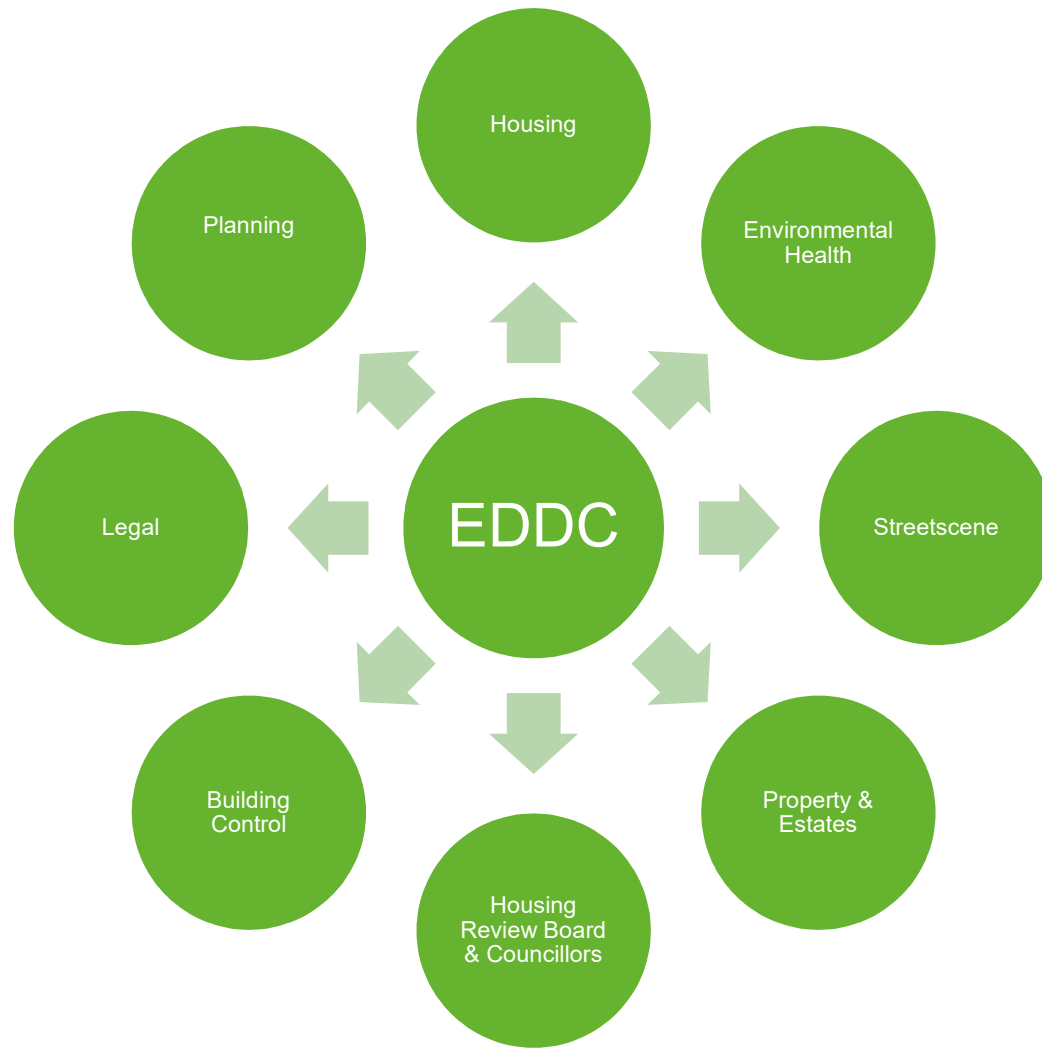 Housing
Planning
Environmental
Health
Legal
EDDC
Streetscene
Building
Control
Property &
Estates
Housing
Review Board
& Councillors